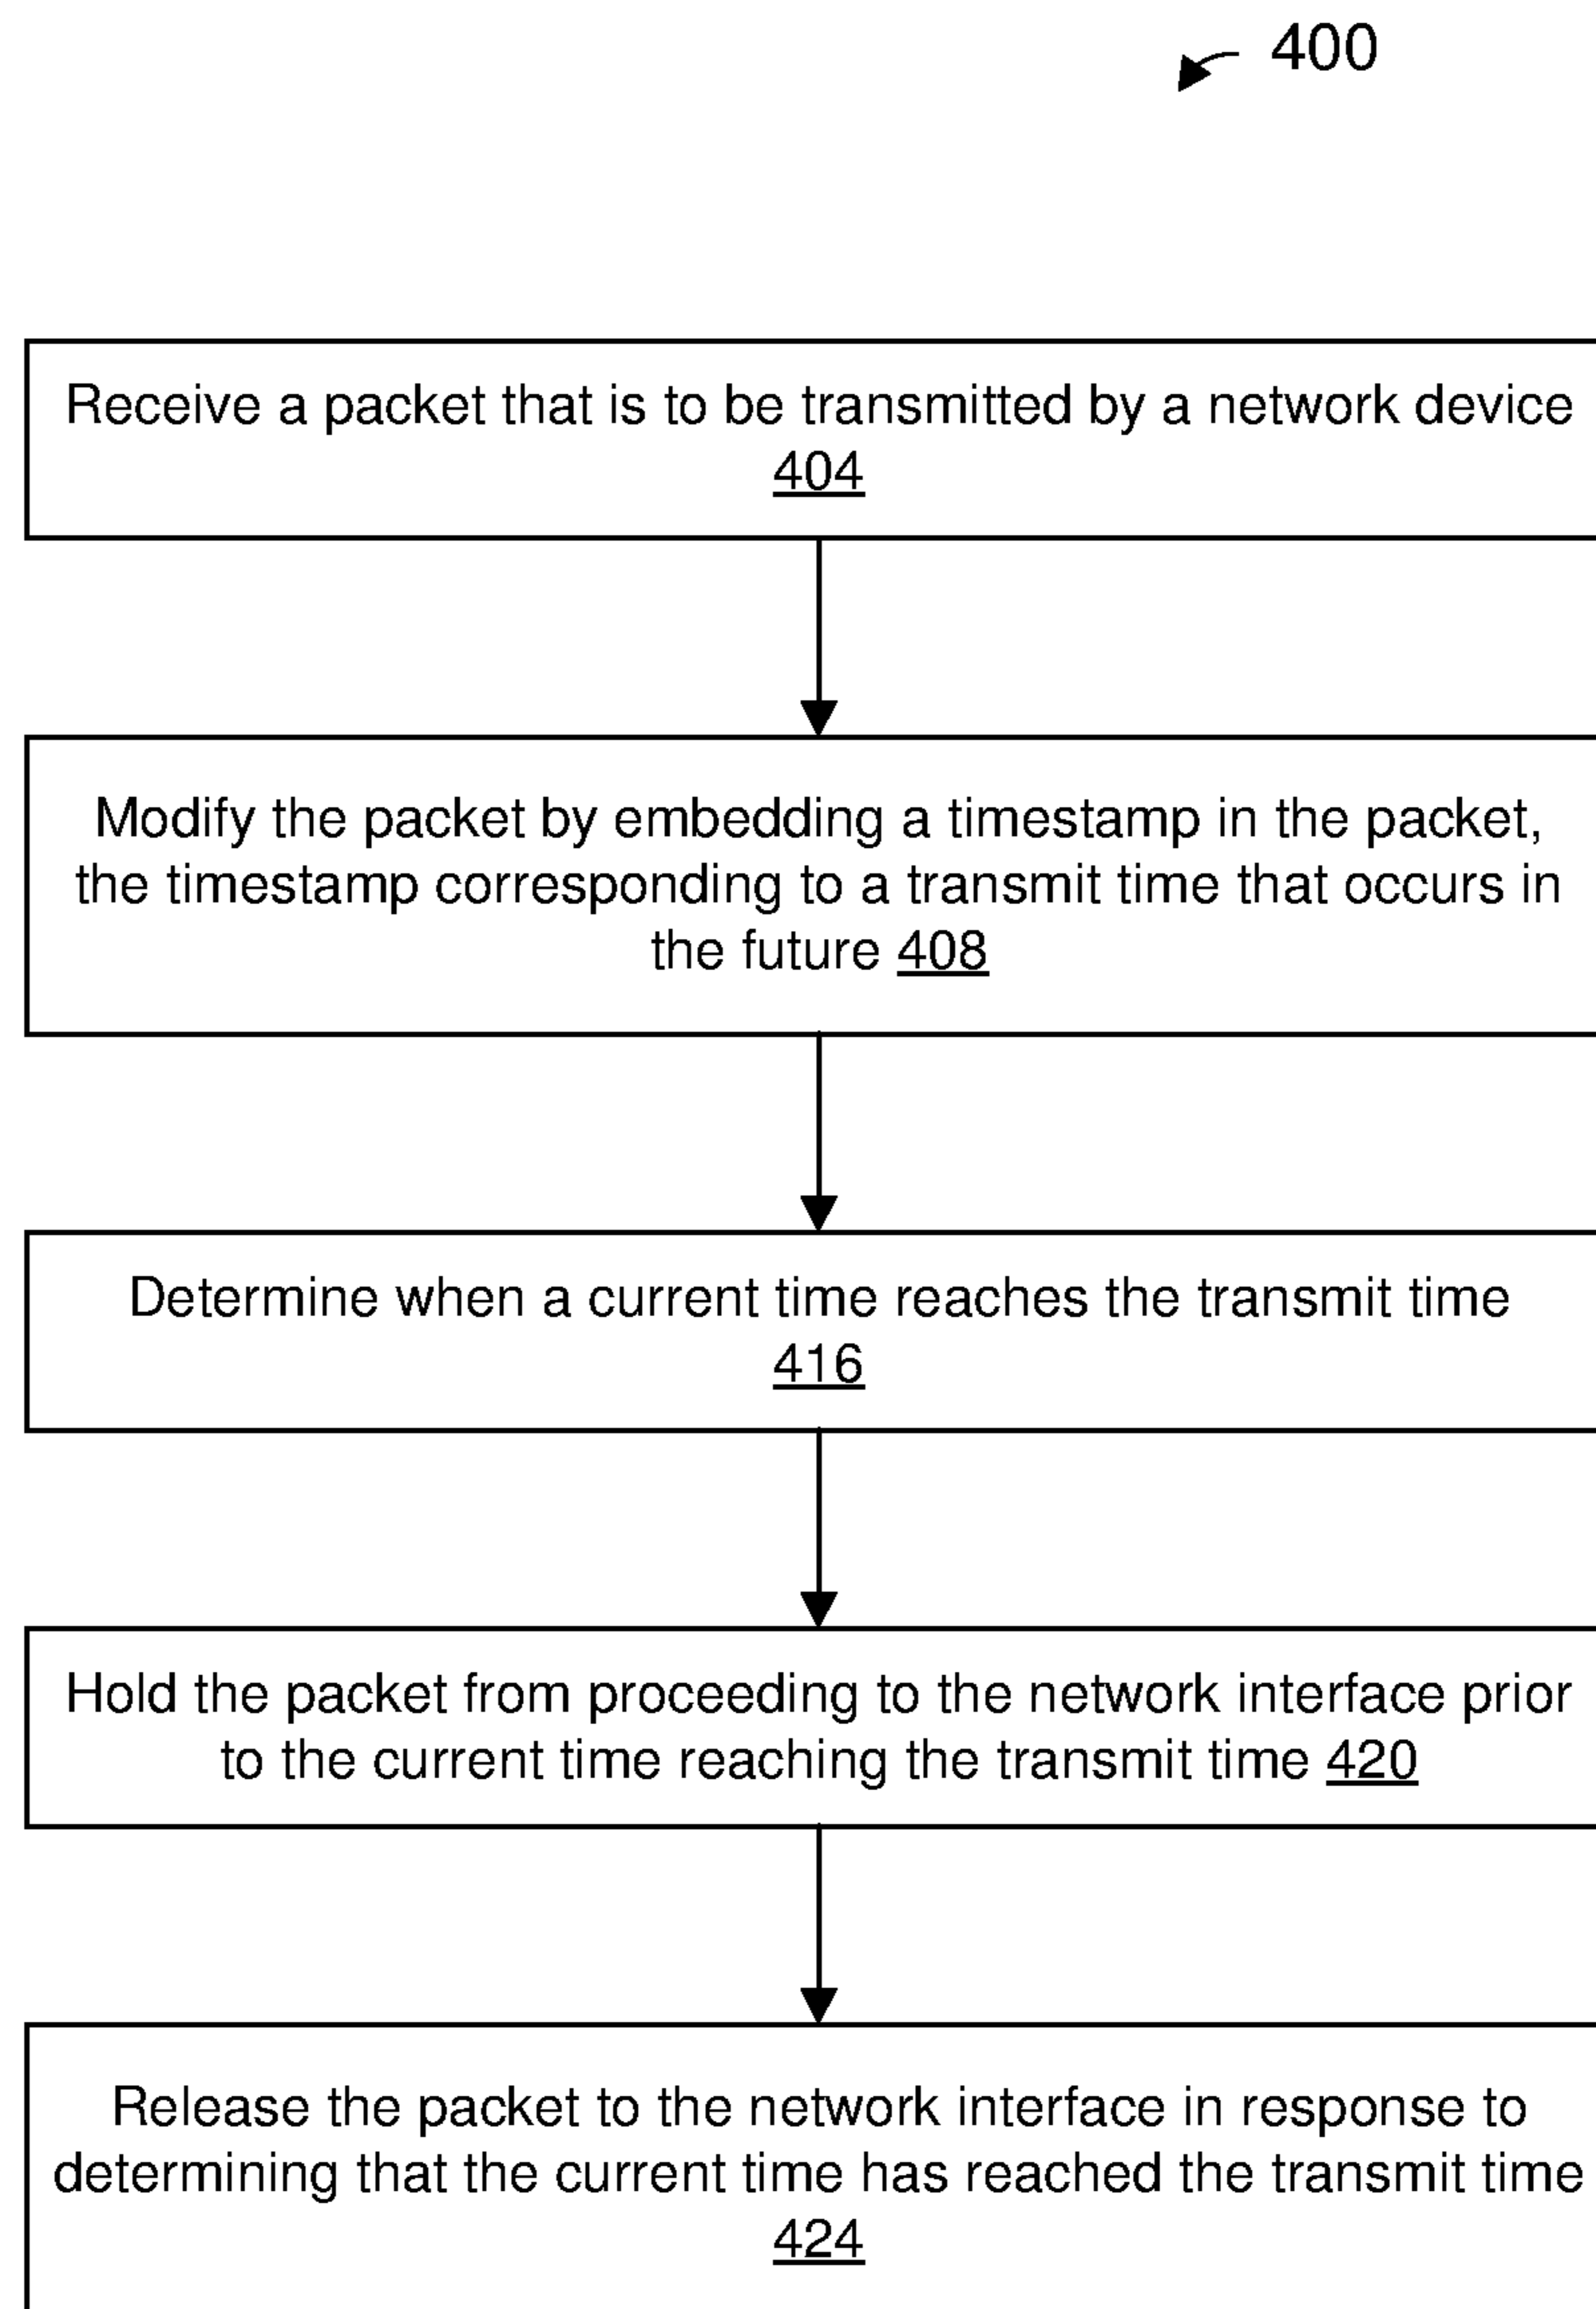 400
Receive a packet that is to be transmitted by a network device
404
Modify the packet by embedding a timestamp in the packet,
the timestamp corresponding to a transmit time that occurs in
the future 408
Determine when a current time reaches the transmit time
416
Hold the packet from proceeding to the network interface prior
to the current time reaching the transmit time 420
Release the packet to the network interface in response to
determining that the current time has reached the transmit time
424